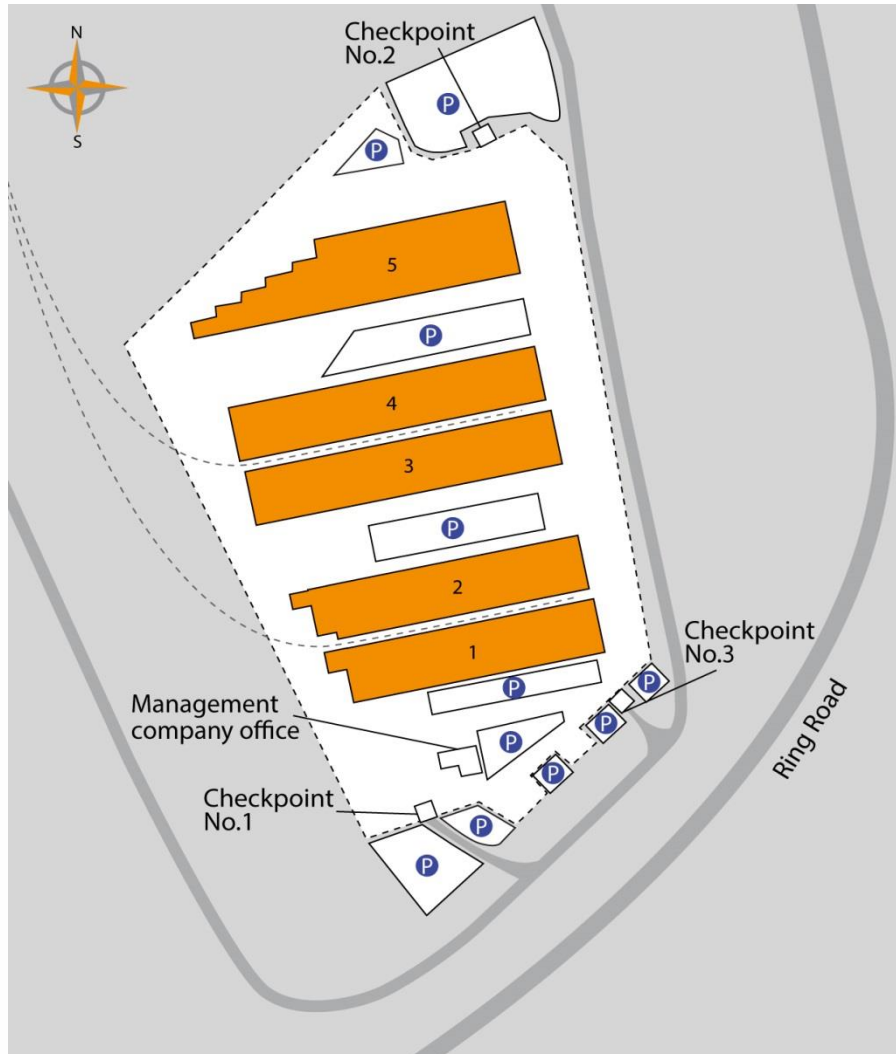 N
S
Checkpoint
No.2
P
P
5
P
4
3
P
2
1
P
Checkpoint
No.3
P
P
Management
company office
P
P
Checkpoint
No.1
P
P
Ring Road